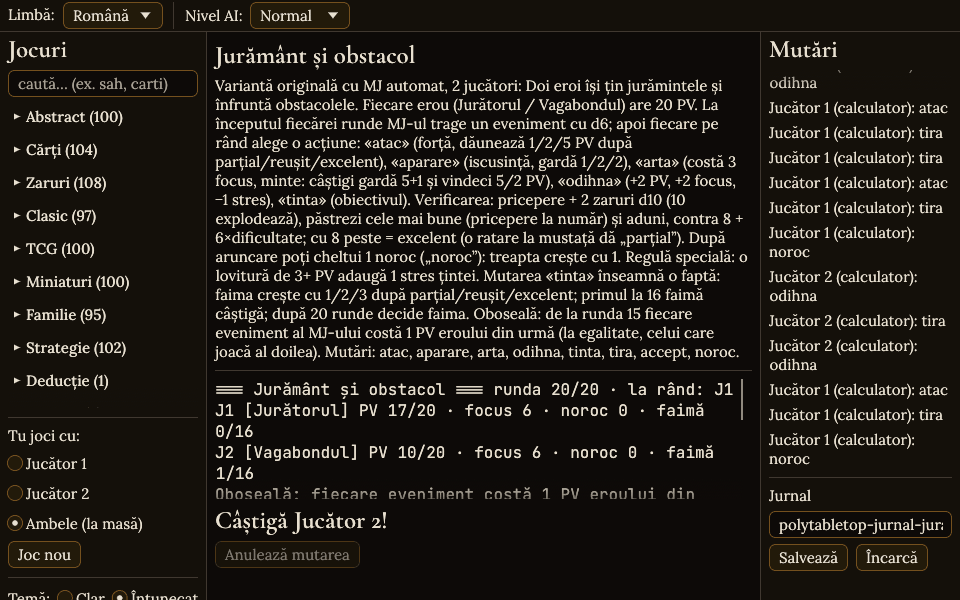 Limbă: Română ▼ Nivel AI: Normal ▼
Jocuri
caută... (ex. sah, carti)
▸ Abstract (100)
▸ Cărți (104)
▸ Zaruri (108)
▸ Clasic (97)
▸ TCG (100)
▸ Miniaturi (100)
▸ Familie (95)
▸ Strategie (102)
▸ Deducție (1)
Tu joci cu:
Jucător 1
Jucător 2
Ambele (la masă)
Joc nou
Temă: Clar Întunecat
Jurământ și obstacol
Variantă originală cu MJ automat, 2 jucători: Doi eroi își țin jurămintele și
înfruntă obstacolele. Fiecare erou (Jurătorul / Vagabondul) are 20 PV. La
începutul fiecărei runde MJ-ul trage un eveniment cu d6; apoi fiecare pe
rând alege o acțiune: «atac» (forță, dăunează 1/2/5 PV după
parțial/reușit/excelent), «aparare» (iscusință, gardă 1/2/2), «arta» (costă 3
focus, minte: câștigi gardă 5+1 și vindeci 5/2 PV), «odihna» (+2 PV, +2 focus,
−1 stres), «tinta» (obiectivul). Verificarea: pricepere + 2 zaruri d10 (10
explodează), păstrezi cele mai bune (pricepere la număr) și aduni, contra 8 +
6×dificultate; cu 8 peste = excelent (o ratare la mustață dă „parțial”). După
aruncare poți cheltui 1 noroc („noroc”): treapta crește cu 1. Regulă specială: o
lovitură de 3+ PV adaugă 1 stres țintei. Mutarea «tinta» înseamnă o faptă:
faima crește cu 1/2/3 după parțial/reușit/excelent; primul la 16 faimă
câștigă; după 20 runde decide faima. Oboseală: de la runda 15 fiecare
eveniment al MJ-ului costă 1 PV eroului din urmă (la egalitate, celui care
joacă al doilea). Mutări: atac, aparare, arta, odihna, tinta, tira, accept, noroc.
═══ Jurământ și obstacol ═══ runda 20/20 · la rând: J1
J1 [Jurătorul] PV 17/20 · focus 6 · noroc 0 · faimă
0/16
J2 [Vagabondul] PV 10/20 · focus 6 · noroc 0 · faimă
1/16
Oboseală: fiecare eveniment costă 1 PV eroului din
Câștigă Jucător 2!
Anulează mutarea
Mutări
odihna
Jucător 1 (calculator): atac
Jucător 1 (calculator): tira
Jucător 1 (calculator): tira
Jucător 1 (calculator): atac
Jucător 1 (calculator): tira
Jucător 1 (calculator):
noroc
Jucător 2 (calculator):
odihna
Jucător 2 (calculator): tira
Jucător 2 (calculator):
odihna
Jucător 1 (calculator): atac
Jucător 1 (calculator): tira
Jucător 1 (calculator):
noroc
Jurnal
polytabletop-jurnal-jura
Salvează Încarcă